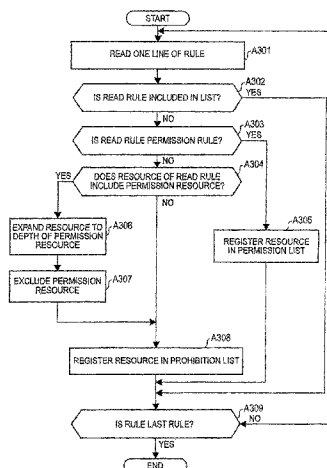 START
READ ONE LINE OF RULE
A301
A302
IS READ RULE INCLUDED IN LIST?
YES
NO
A303
IS READ RULE PERMISSION RULE?
YES
NO
A304
DOES RESOURCE OF READ RULE
INCLUDE PERMISSION RESOURCE?
YES
NO
A306
EXPAND RESOURCE TO
DEPTH OF PERMISSION
RESOURCE
A305
REGISTER RESOURCE
IN PERMISSION LIST
A307
EXCLUDE PERMISSION
RESOURCE
A308
REGISTER RESOURCE IN PROHIBITION LIST
A309
IS RULE LAST RULE?
NO
YES
END